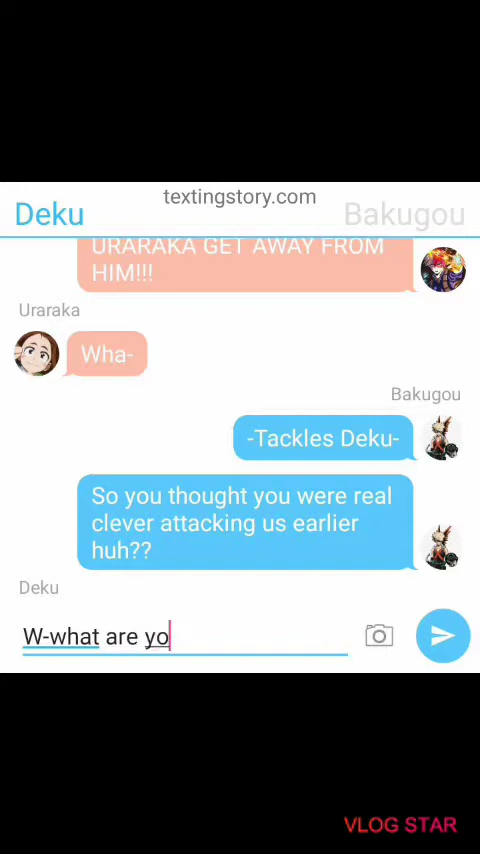 textingstory.com
Deku
Bakugou
URARAKA GET AWAY FROM
HIM!!!
Uraraka
Wha-
Bakugou
-Tackles Deku-
So you thought you were real
clever attacking us earlier
huh??
Deku
W-what are yo
VLOG STAR